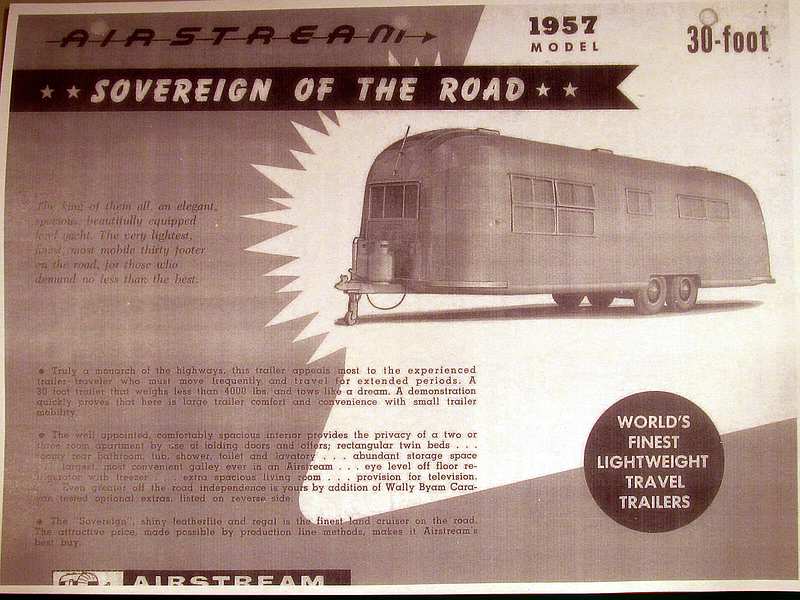 AIRSTREAM
1957
MODEL
30-foot
SOVEREIGN OF THE ROAD
The king of them all, an elegant,
spacious, beautifully equipped
land yacht. The very lightest,
finest, most mobile thirty footer
on the road, for those who
demand no less than the best.
• Truly a monarch of the highways, this trailer appeals most to the experienced
trailer traveler who must move frequently and travel for extended periods. A
30 foot trailer that weighs less than 4000 lbs. and tows like a dream. A demonstration
quickly proves that here is large trailer comfort and convenience with small trailer
mobility.
• The well appointed, comfortably spacious interior provides the privacy of a two or
three room apartment by use of folding doors and offers; rectangular twin beds . . .
roomy rear bathroom, tub, shower, toilet and lavatory . . . . abundant storage space
. . . largest, most convenient galley ever in an Airstream . . . . eye level off floor re-
frigerator with freezer . . . extra spacious living room . . . . provision for television.
Even greater off the road independence is yours by addition of Wally Byam Cara-
van tested optional extras, listed on reverse side.
• The "Sovereign", shiny featherlite and regal is the finest land cruiser on the road.
The attractive price, made possible by production line methods, makes it Airstream's
best buy.
WORLD'S
FINEST
LIGHTWEIGHT
TRAVEL
TRAILERS
AIRSTREAM